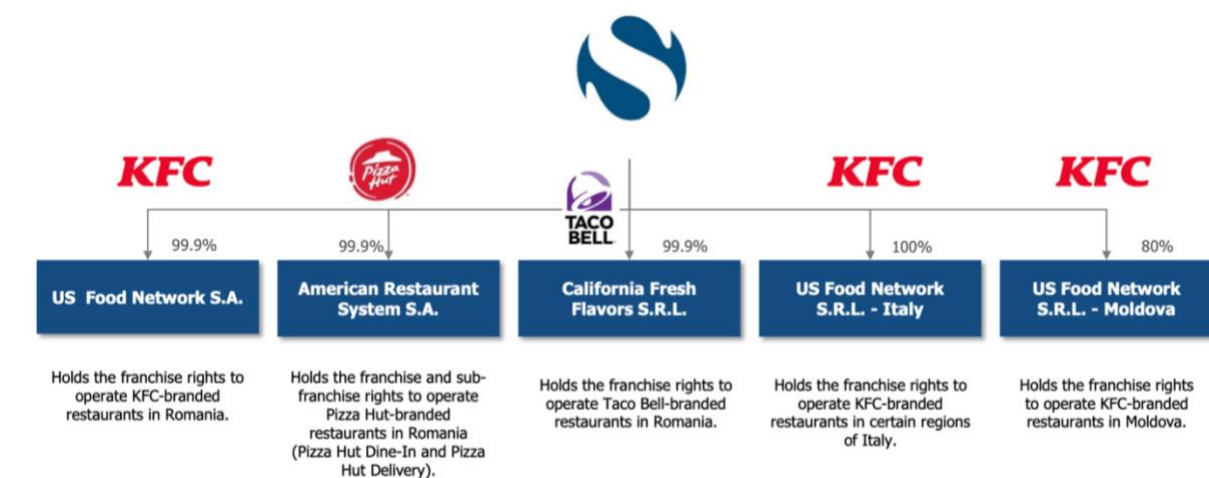 KFC
Pizza
Hut
TACO
BELL
KFC
KFC
99.9%
99.9%
99.9%
100%
80%
US Food Network S.A.
American Restaurant
System S.A.
California Fresh
Flavors S.R.L.
US Food Network
S.R.L. - Italy
US Food Network
S.R.L. - Moldova
Holds the franchise rights to
operate KFC-branded
restaurants in Romania.
Holds the franchise and sub-
franchise rights to operate
Pizza Hut-branded
restaurants in Romania
(Pizza Hut Dine-In and Pizza
Hut Delivery).
Holds the franchise rights to
operate Taco Bell-branded
restaurants in Romania.
Holds the franchise rights to
operate KFC-branded
restaurants in certain regions
of Italy.
Holds the franchise rights
to operate KFC-branded
restaurants in Moldova.